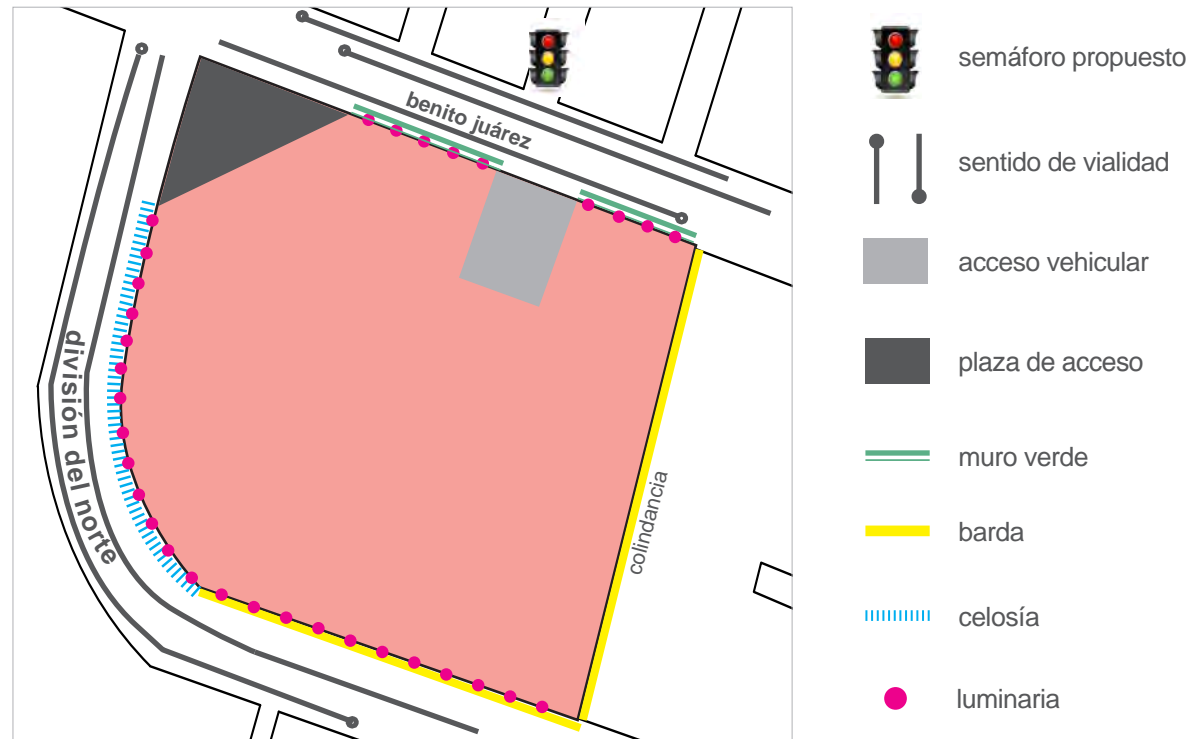 benito juárez
división del norte
colindancia
semáforo propuesto
sentido de vialidad
acceso vehicular
plaza de acceso
muro verde
barda
celosía
luminaria